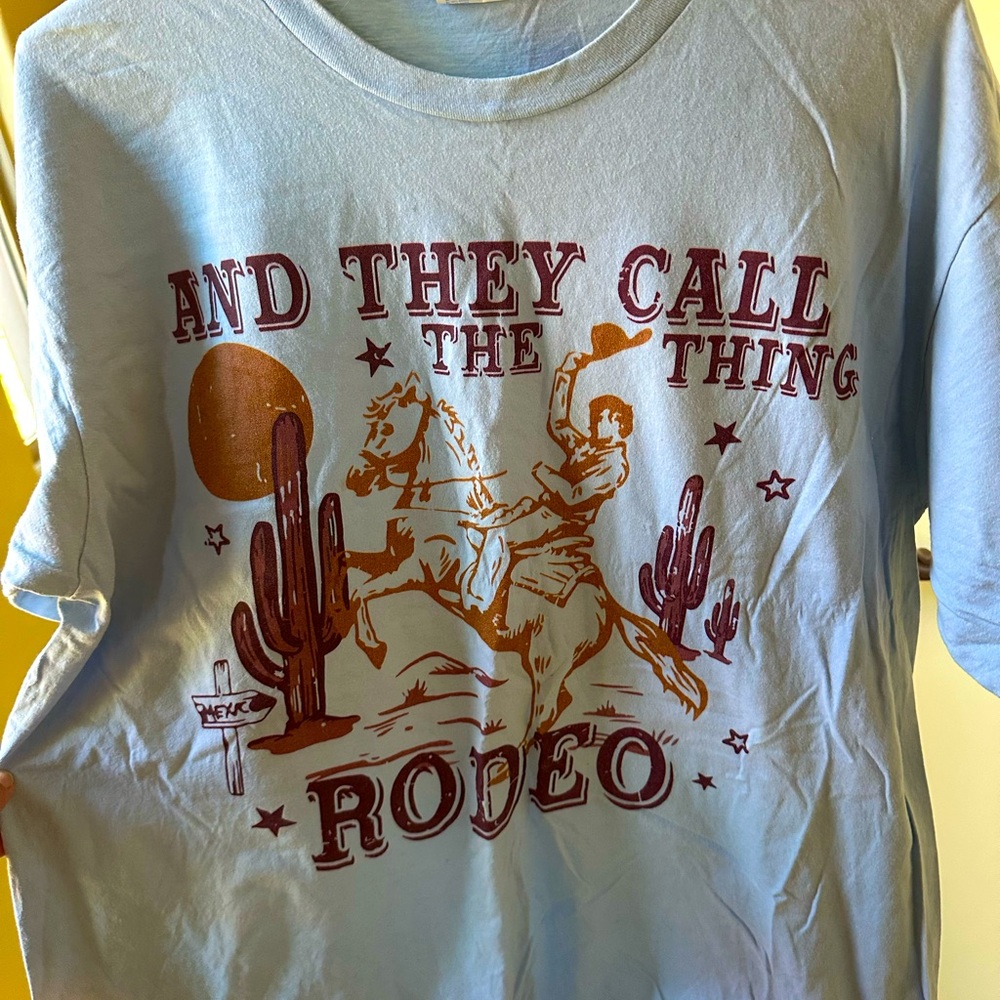 AND THEY CALL
THE THING
RODEO
MEXICO